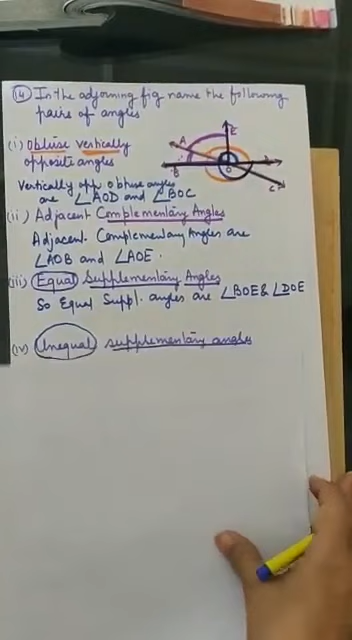 (14) In the adjoining fig name the following
pairs of angles
(i) Obtuse vertically
opposite angles
Vertically opp obtuse angles
are ∠AOD and ∠BOC
(ii) Adjacent Complementary Angles
Adjacent Complementary Angles are
∠AOB and ∠AOE.
(iii) Equal Supplementary Angles
So Equal Suppl. angles are ∠BOE & ∠DOE
(iv) Unequal supplementary angles
E
A
B
O
C